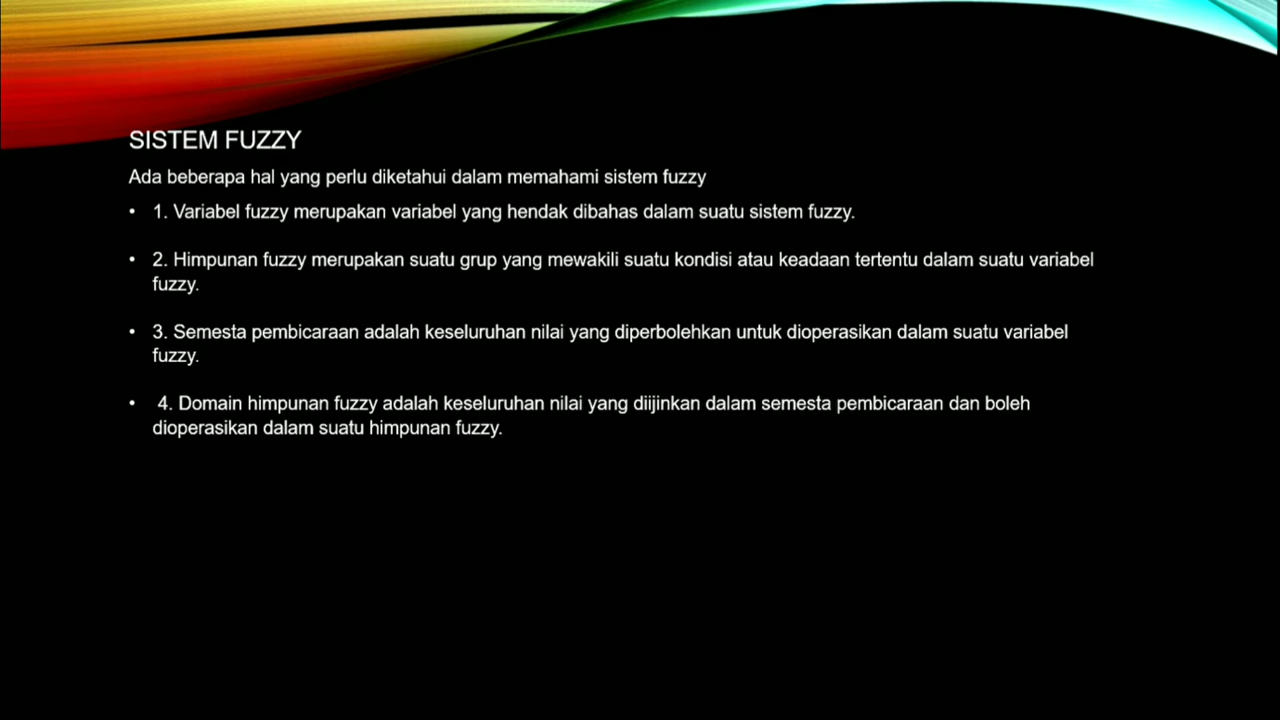 SISTEM FUZZY
Ada beberapa hal yang perlu diketahui dalam memahami sistem fuzzy
• 1. Variabel fuzzy merupakan variabel yang hendak dibahas dalam suatu sistem fuzzy.
• 2. Himpunan fuzzy merupakan suatu grup yang mewakili suatu kondisi atau keadaan tertentu dalam suatu variabel
fuzzy.
• 3. Semesta pembicaraan adalah keseluruhan nilai yang diperbolehkan untuk dioperasikan dalam suatu variabel
fuzzy.
• 4. Domain himpunan fuzzy adalah keseluruhan nilai yang diijinkan dalam semesta pembicaraan dan boleh
dioperasikan dalam suatu himpunan fuzzy.